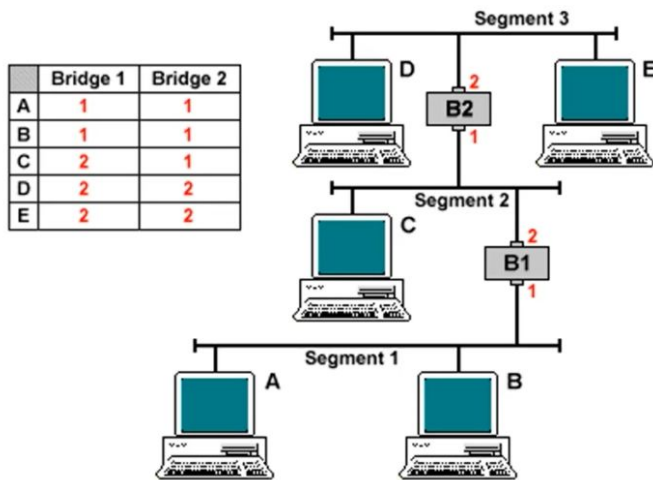 Bridge 1 Bridge 2
A 1 1
B 1 1
C 2 1
D 2 2
E 2 2
Segment 3
D
E
2
B2
1
Segment 2
C
2
B1
1
Segment 1
A
B